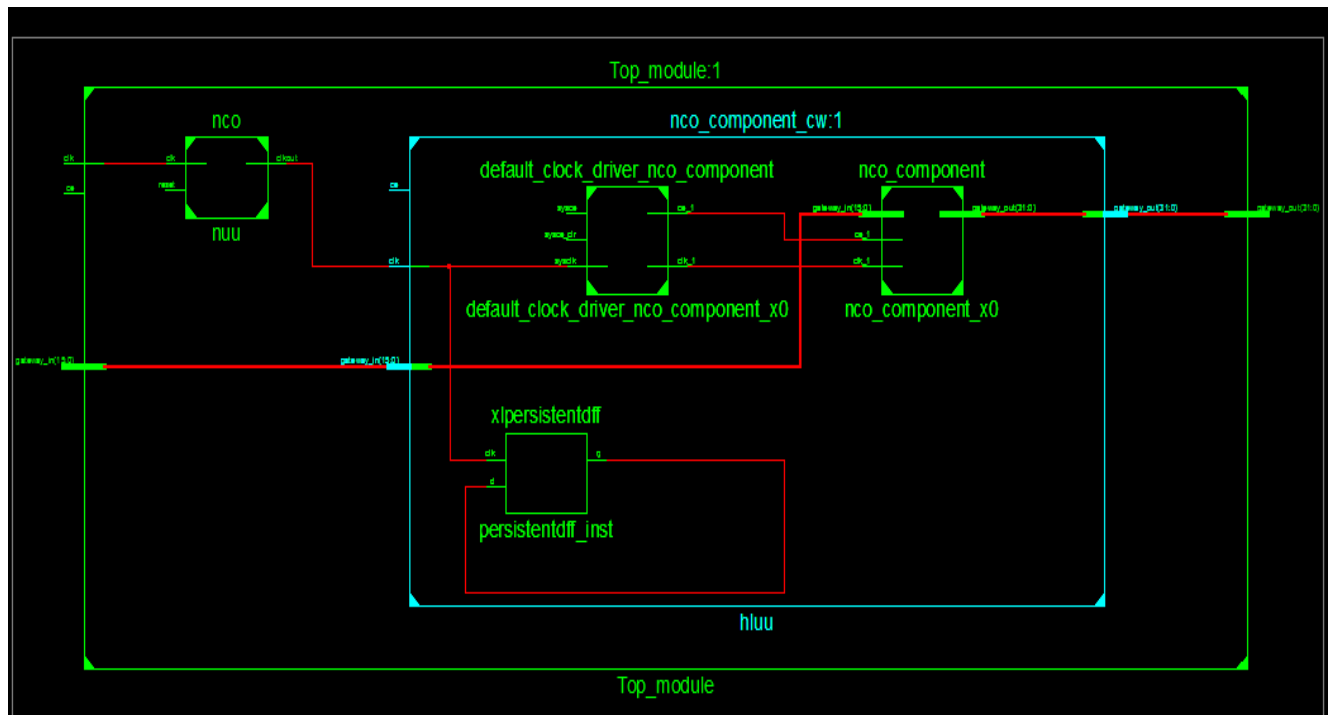 Top_module:1
nco
nco_component_cw:1
clk
clk
clkout
ce
reset
ce
default_clock_driver_nco_component
nco_component
sysce
ce_1
gateway_in(15:0)
gateway_out(31:0)
gateway_out(31:0)
gateway_out(31:0)
nuu
sysce_clr
ce_1
clk
sysclk
clk_1
clk_1
default_clock_driver_nco_component_x0
nco_component_x0
gateway_in(15:0)
gateway_in(15:0)
xlpersistentdff
clk
q
d
persistentdff_inst
hluu
Top_module